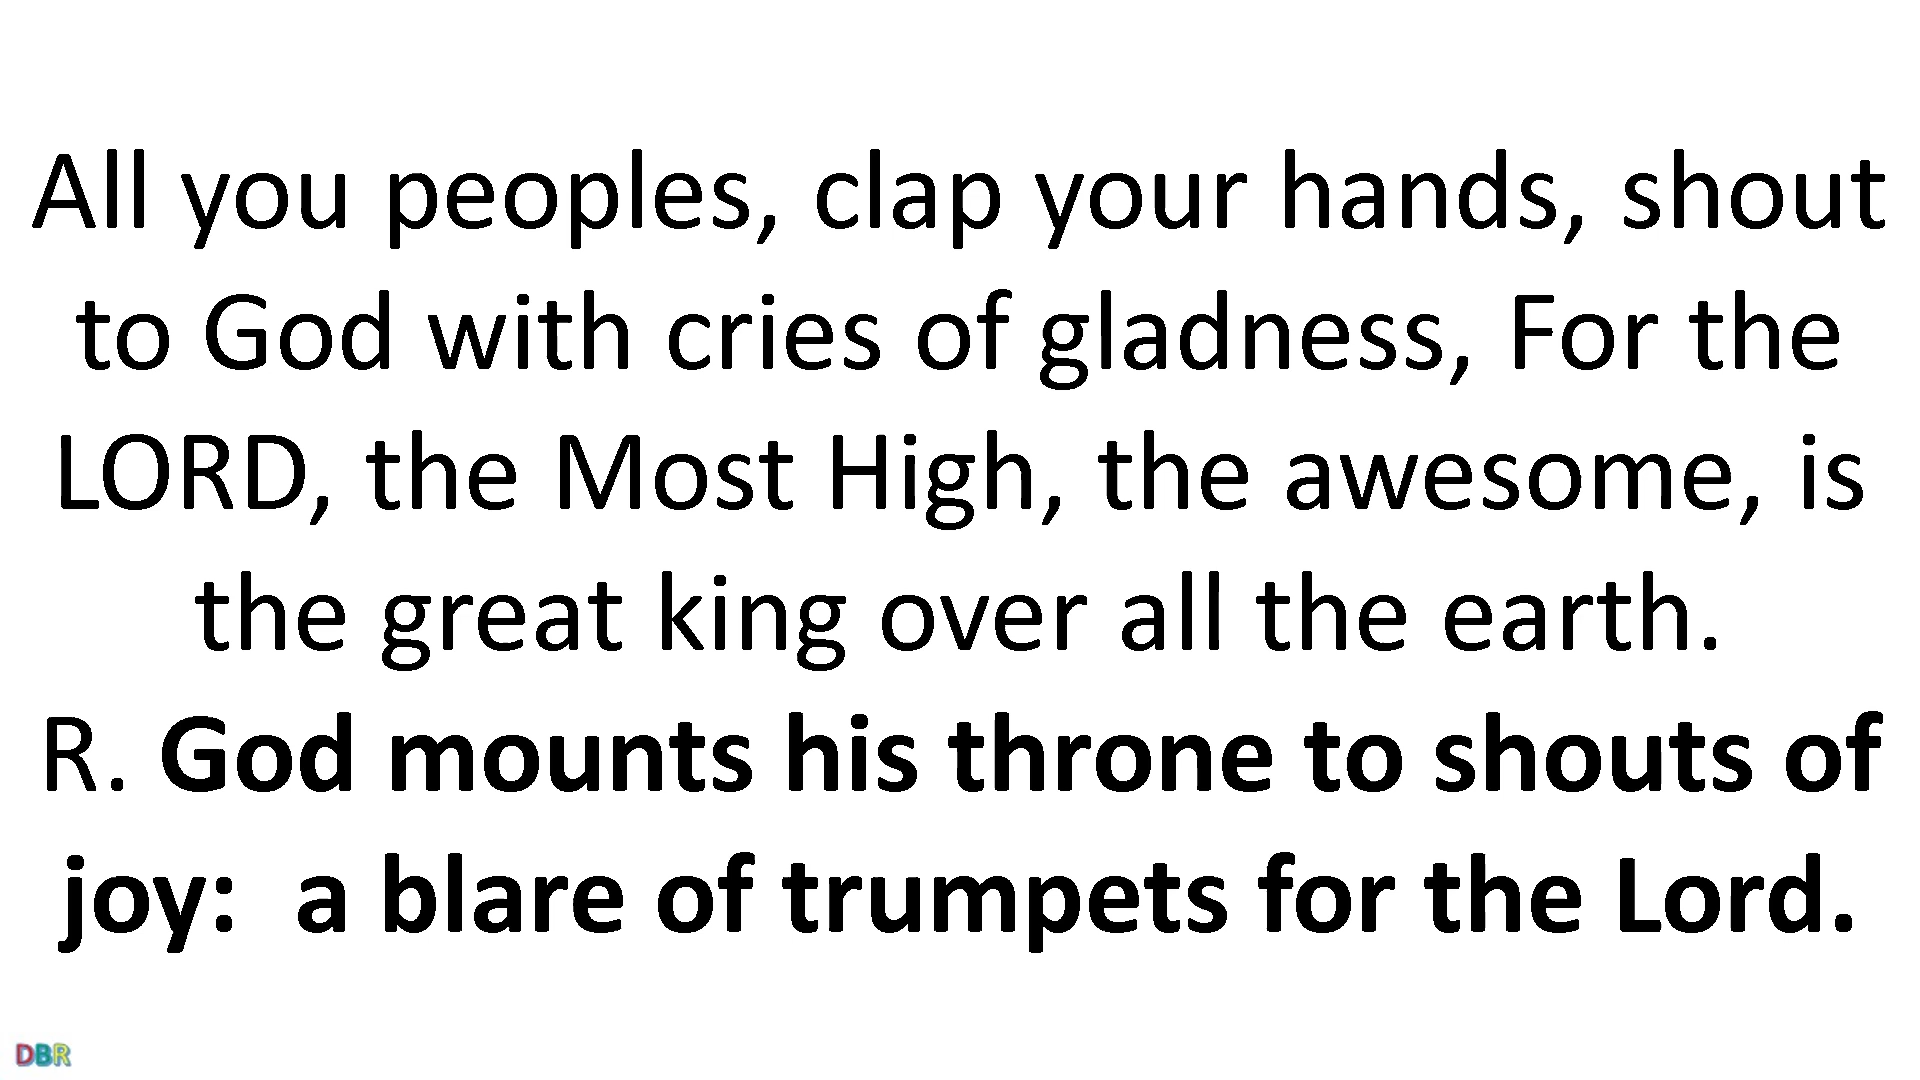 All you peoples, clap your hands, shout
to God with cries of gladness, For the
LORD, the Most High, the awesome, is
the great king over all the earth.
R. God mounts his throne to shouts of
joy:  a blare of trumpets for the Lord.
DBR